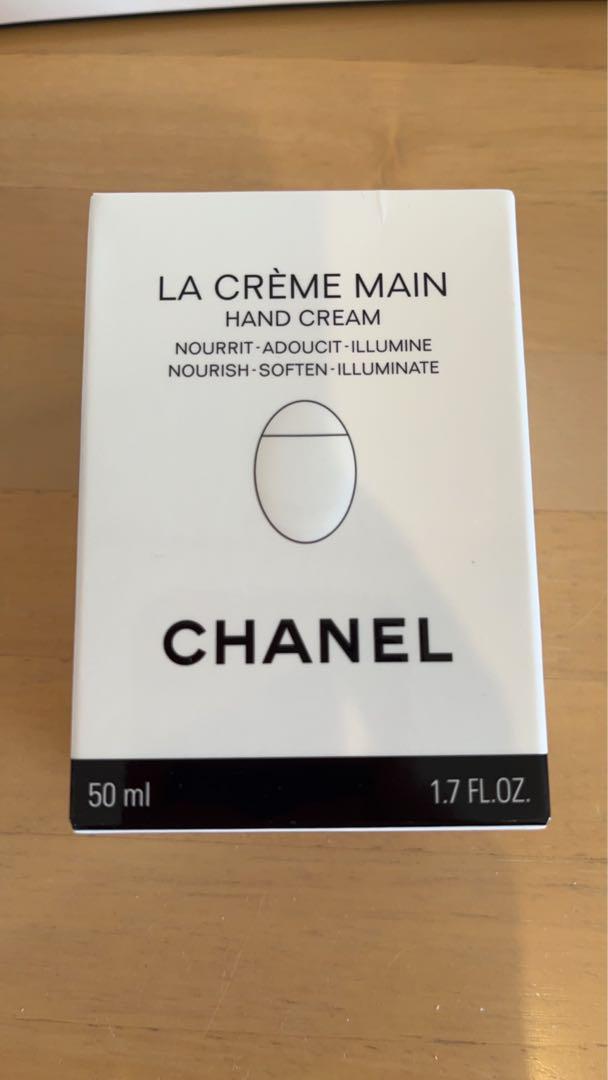 LA CRÈME MAIN
HAND CREAM
NOURRIT-ADOUCIT-ILLUMINE
NOURISH-SOFTEN-ILLUMINATE
CHANEL
50 ml 1.7 FL.OZ.